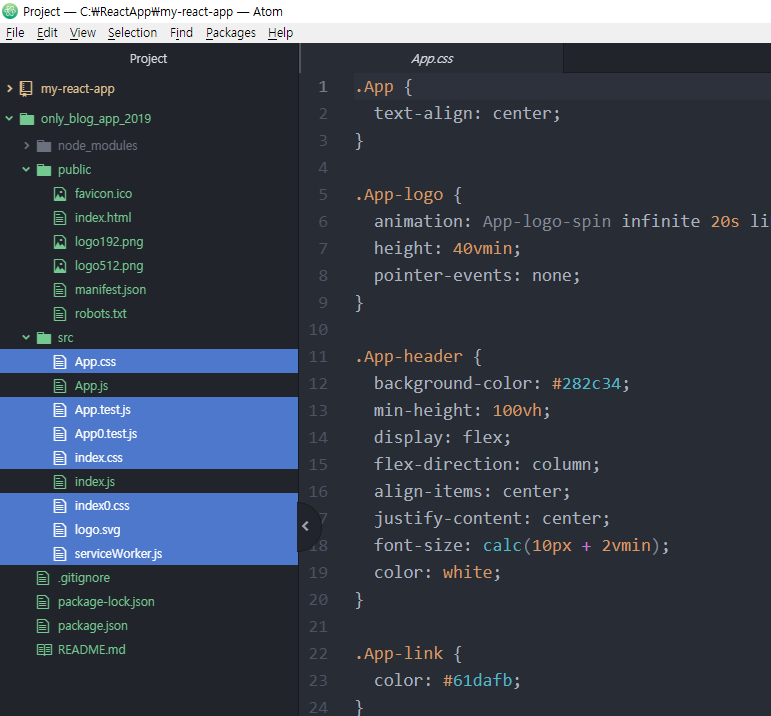 Project — C:₩ReactApp₩my-react-app — Atom
File Edit View Selection Find Packages Help
Project
my-react-app
only_blog_app_2019
node_modules
public
favicon.ico
index.html
logo192.png
logo512.png
manifest.json
robots.txt
src
App.css
App.js
App.test.js
App0.test.js
index.css
index.js
index0.css
logo.svg
serviceWorker.js
.gitignore
package-lock.json
package.json
README.md
App.css
1 .App {
2 text-align: center;
3 }
4
5 .App-logo {
6 animation: App-logo-spin infinite 20s li
7 height: 40vmin;
8 pointer-events: none;
9 }
10
11 .App-header {
12 background-color: #282c34;
13 min-height: 100vh;
14 display: flex;
15 flex-direction: column;
16 align-items: center;
7 justify-content: center;
18 font-size: calc(10px + 2vmin);
19 color: white;
20 }
21
22 .App-link {
23 color: #61dafb;
24 }